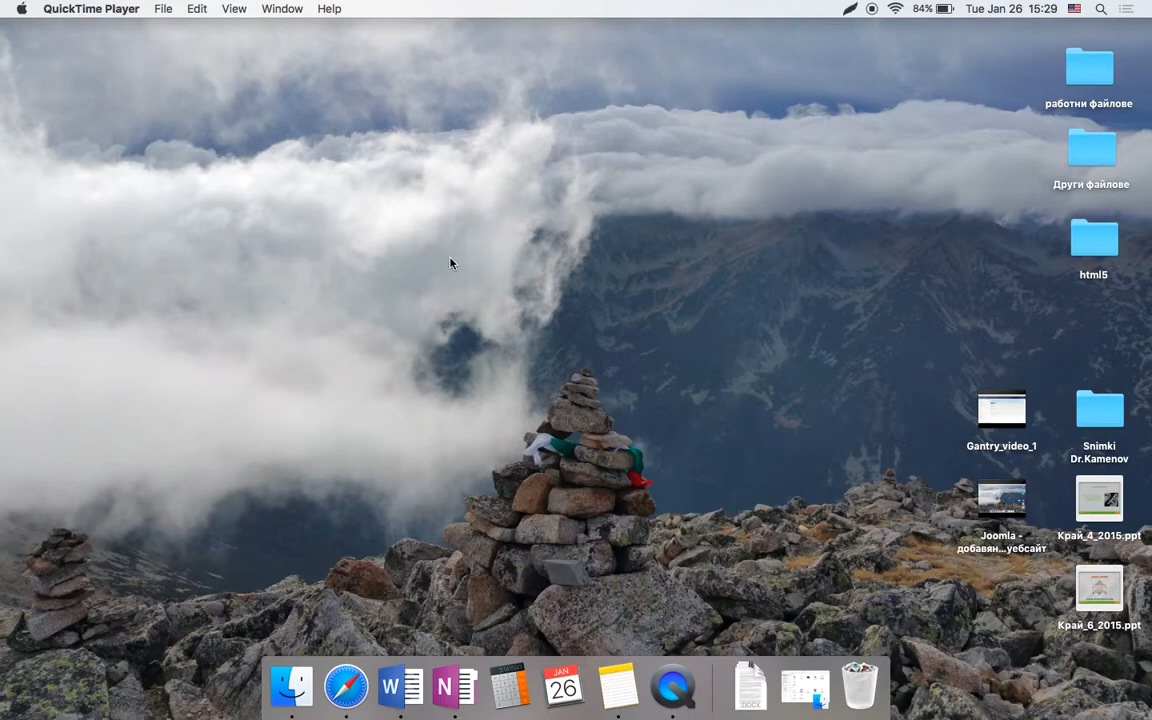 QuickTime Player File Edit View Window Help 84% Tue Jan 26 15:29
работни файлове
Други файлове
html5
Gantry_video_1
Snimki
Dr.Kamenov
Joomla -
добавян...уебсайт
Край_4_2015.ppt
Край_6_2015.ppt
W
N
JAN
26
DOCX